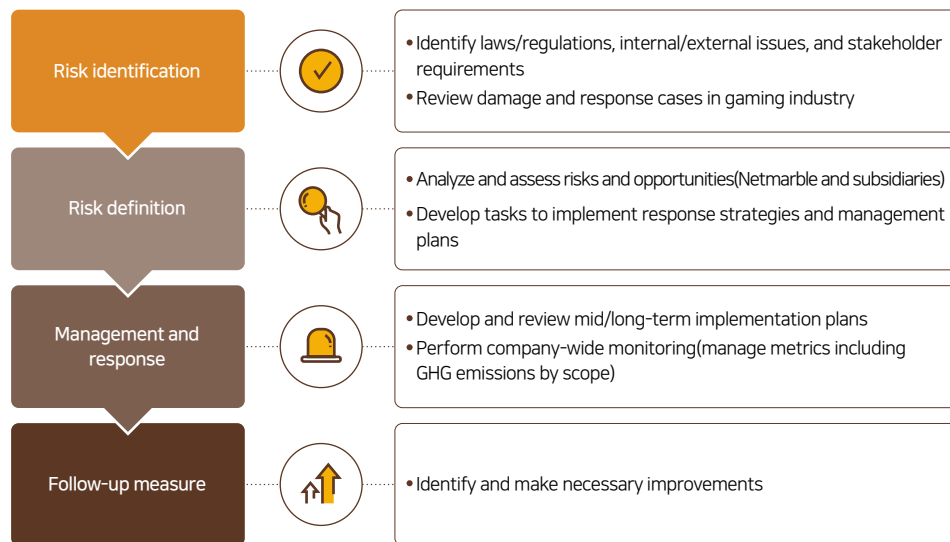 Risk identification
• Identify laws/regulations, internal/external issues, and stakeholder
requirements
• Review damage and response cases in gaming industry
Risk definition
• Analyze and assess risks and opportunities(Netmarble and subsidiaries)
• Develop tasks to implement response strategies and management
plans
Management and
response
• Develop and review mid/long-term implementation plans
• Perform company-wide monitoring(manage metrics including
GHG emissions by scope)
Follow-up measure
• Identify and make necessary improvements